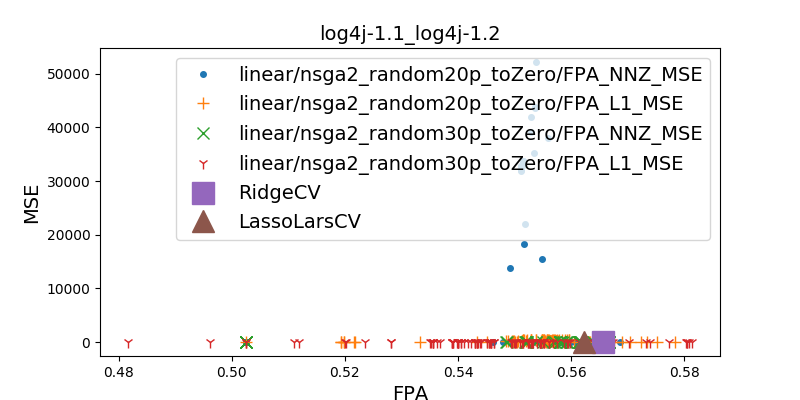 log4j-1.1_log4j-1.2
50000
40000
30000
20000
10000
0
MSE
linear/nsga2_random20p_toZero/FPA_NNZ_MSE
linear/nsga2_random20p_toZero/FPA_L1_MSE
linear/nsga2_random30p_toZero/FPA_NNZ_MSE
linear/nsga2_random30p_toZero/FPA_L1_MSE
RidgeCV
LassoLarsCV
0.48 0.50 0.52 0.54 0.56 0.58
FPA